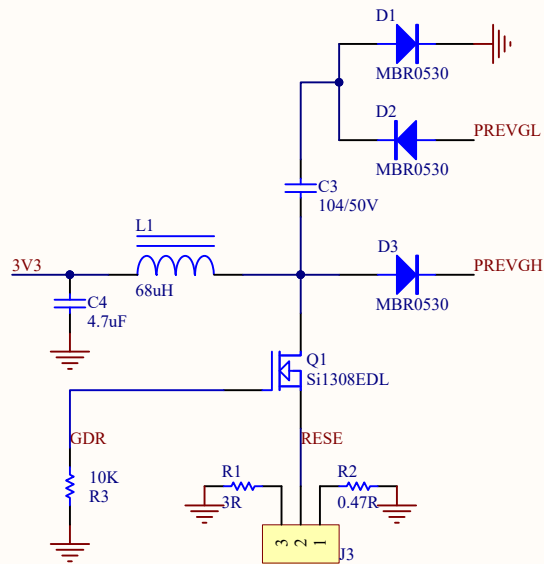 D1
MBR0530
D2
PREVGL
MBR0530
C3
104/50V
L1
3V3
68uH
D3
PREVGH
MBR0530
C4
4.7uF
Q1
Si1308EDL
GDR
RESE
10K
R3
R1
3R
R2
0.47R
3
2
1
J3